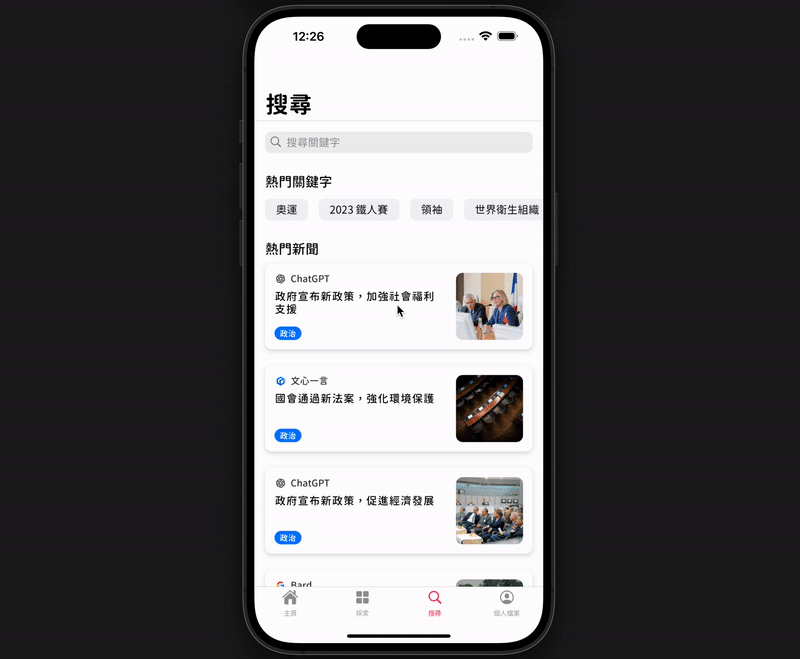 12:26
搜尋
搜尋關鍵字
熱門關鍵字
奧運
2023 鐵人賽
領袖
世界衛生組織
熱門新聞
ChatGPT
政府宣布新政策，加強社會福利
支援
政治
文心一言
國會通過新法案，強化環境保護
政治
ChatGPT
政府宣布新政策，促進經濟發展
政治
Bard
主頁
探索
搜尋
個人檔案